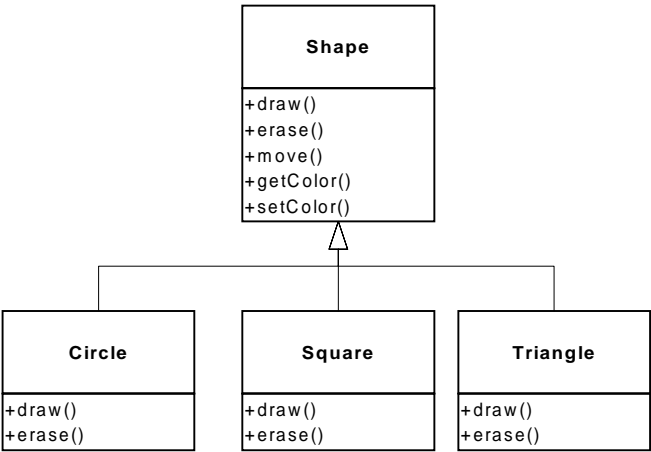 Shape
+draw()
+erase()
+move()
+getColor()
+setColor()
Circle
+draw()
+erase()
Square
+draw()
+erase()
Triangle
+draw()
+erase()